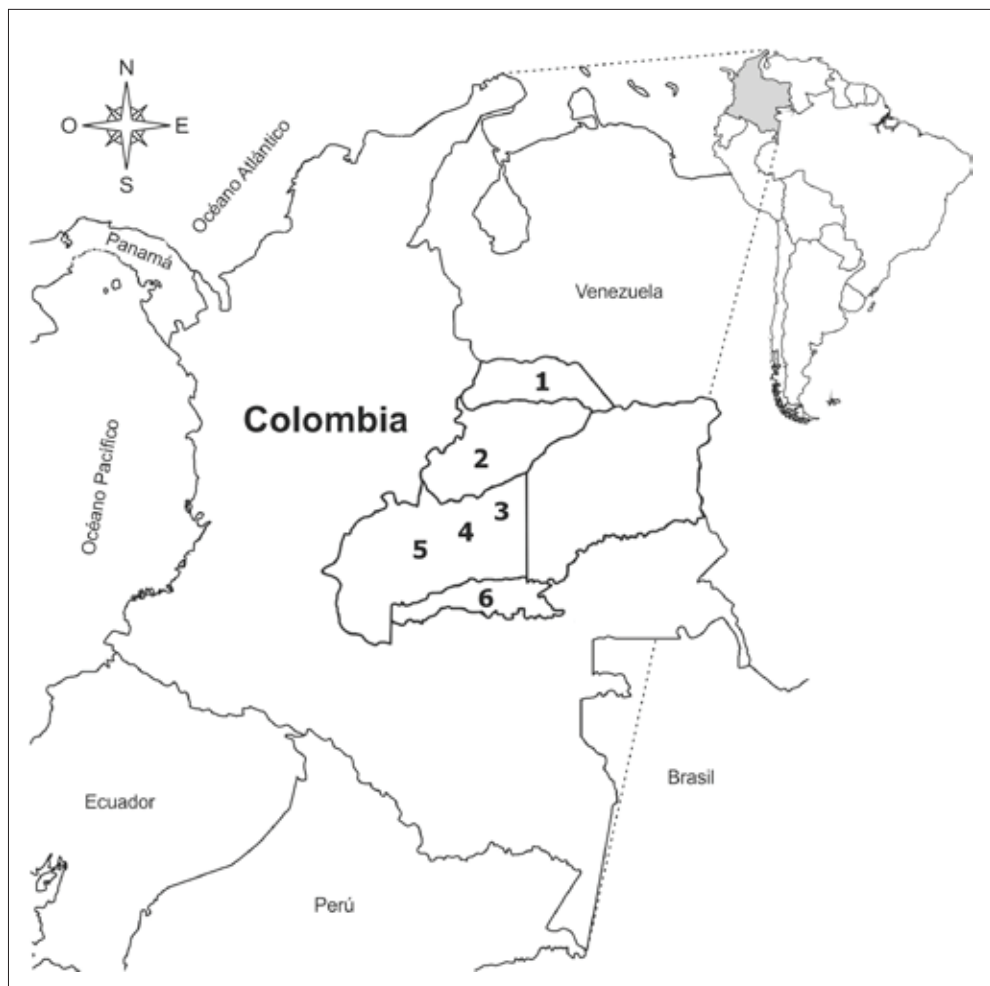 N
O
E
S
Océano Atlántico
Panamá
Venezuela
1
Colombia
2
Océano Pacífico
3
4
5
6
Brasil
Ecuador
Perú